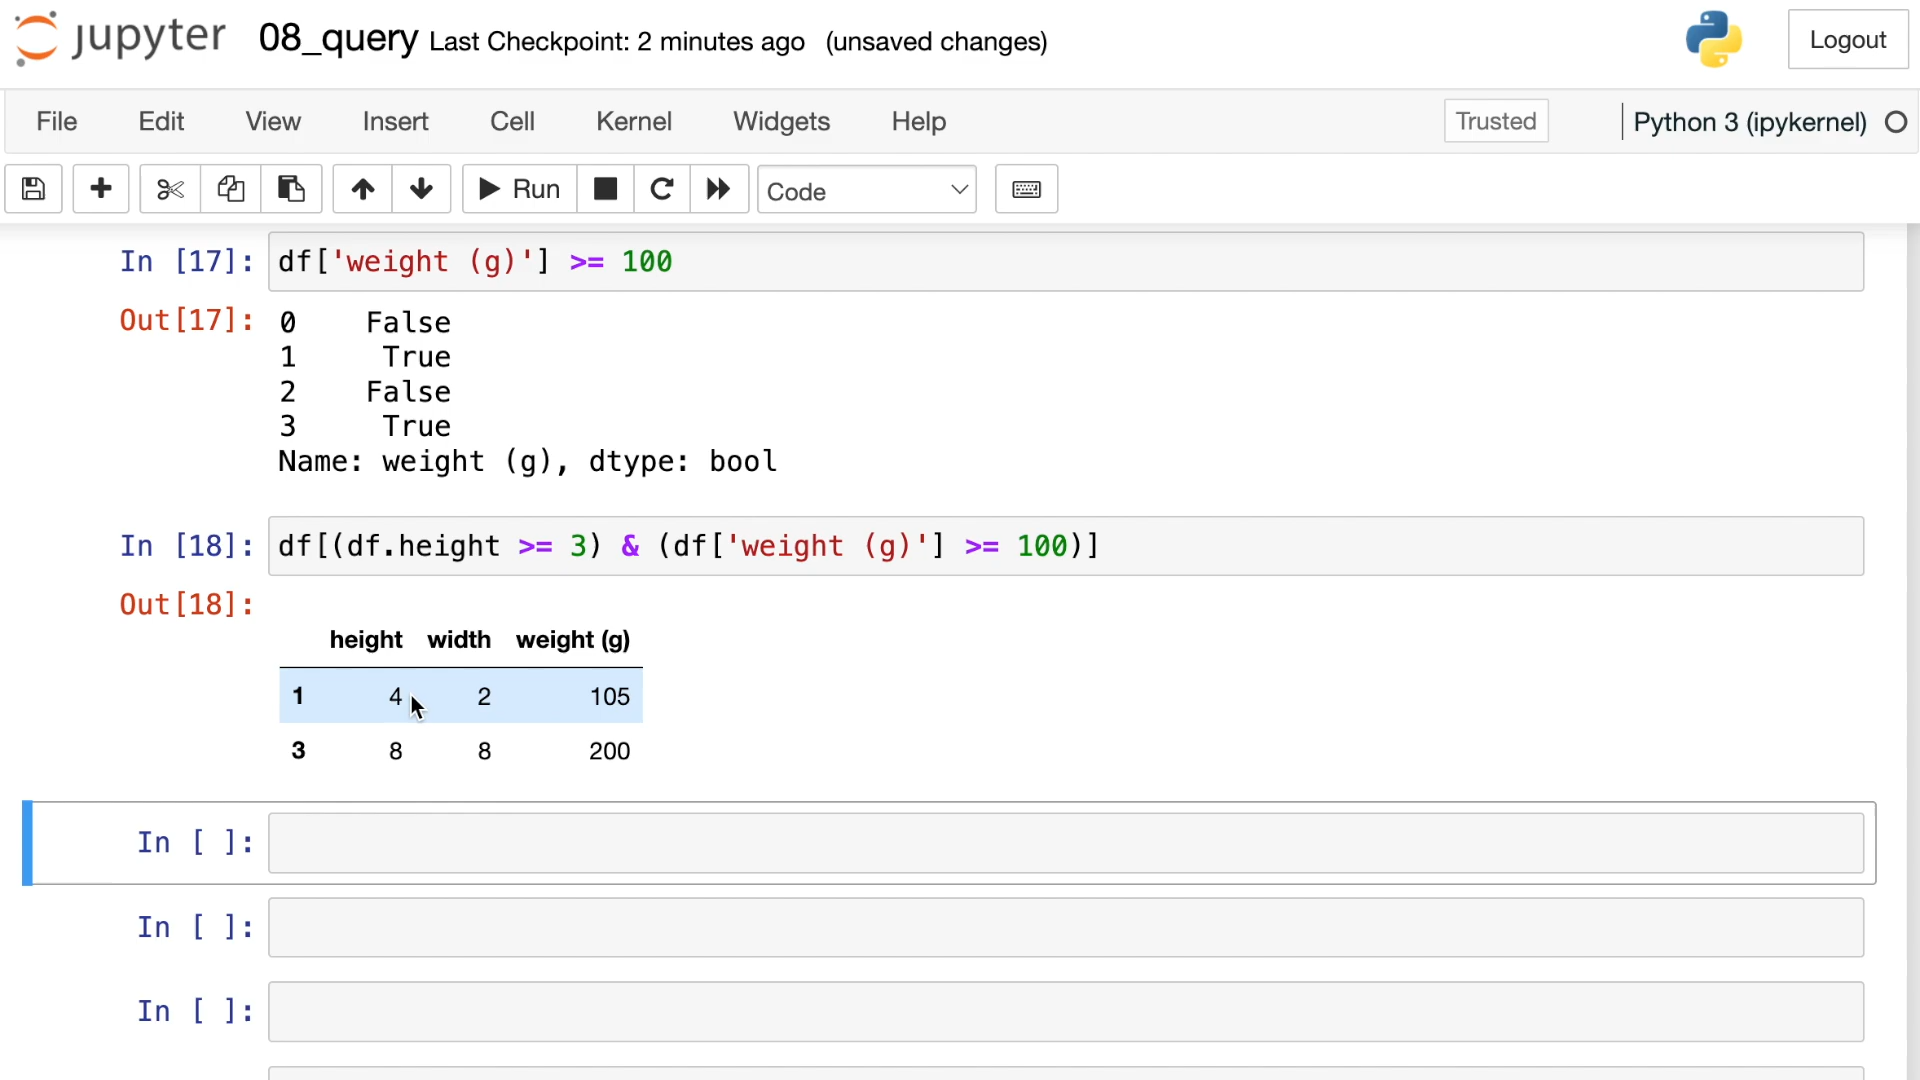 jupyter 08_query Last Checkpoint: 2 minutes ago (unsaved changes) Logout
File Edit View Insert Cell Kernel Widgets Help Trusted Python 3 (ipykernel)
Run Code
In [17]: df['weight (g)'] >= 100
Out[17]: 0 False
1 True
2 False
3 True
Name: weight (g), dtype: bool
In [18]: df[(df.height >= 3) & (df['weight (g)'] >= 100)]
Out[18]:
height width weight (g)
1 4 2 105
3 8 8 200
In [ ]:
In [ ]:
In [ ]: